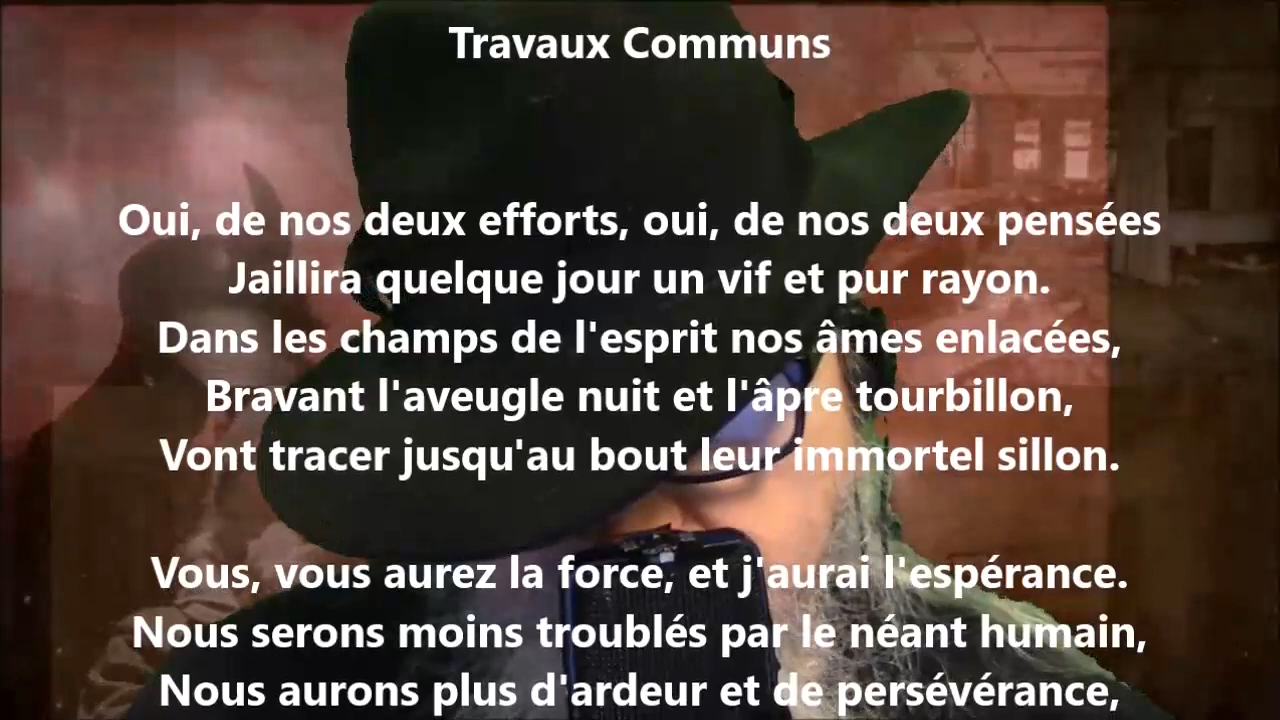 Travaux Communs
Oui, de nos deux efforts, oui, de nos deux pensées
Jaillira quelque jour un vif et pur rayon.
Dans les champs de l'esprit nos âmes enlacées,
Bravant l'aveugle nuit et l'âpre tourbillon,
Vont tracer jusqu'au bout leur immortel sillon.
Vous, vous aurez la force, et j'aurai l'espérance.
Nous serons moins troublés par le néant humain,
Nous aurons plus d'ardeur et de persévérance,